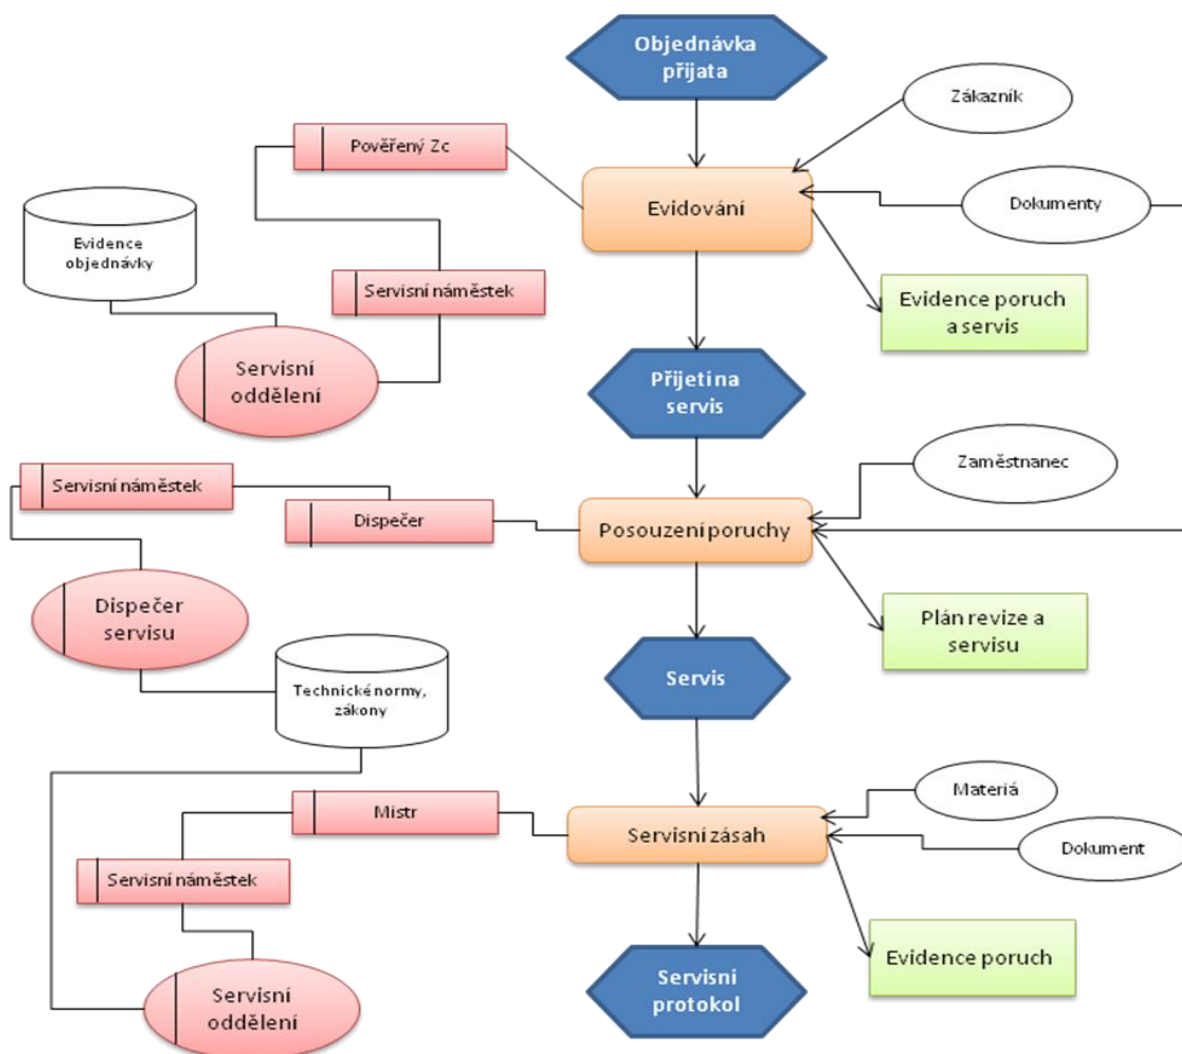 Objednávka
přijata
Zákazník
Pověřený Zc
Evidování
Dokumenty
Evidence
objednávky
Servisní náměstek
Evidence poruch
a servis
Servisní
oddělení
Přijetí na
servis
Zaměstnanec
Servisní náměstek
Dispečer
Posouzení poruchy
Dispečer
servisu
Plán revize a
servisu
Technické normy,
zákony
Servis
Materiá
Mistr
Servisní zásah
Dokument
Servisní náměstek
Evidence poruch
Servisní
protokol
Servisní
oddělení